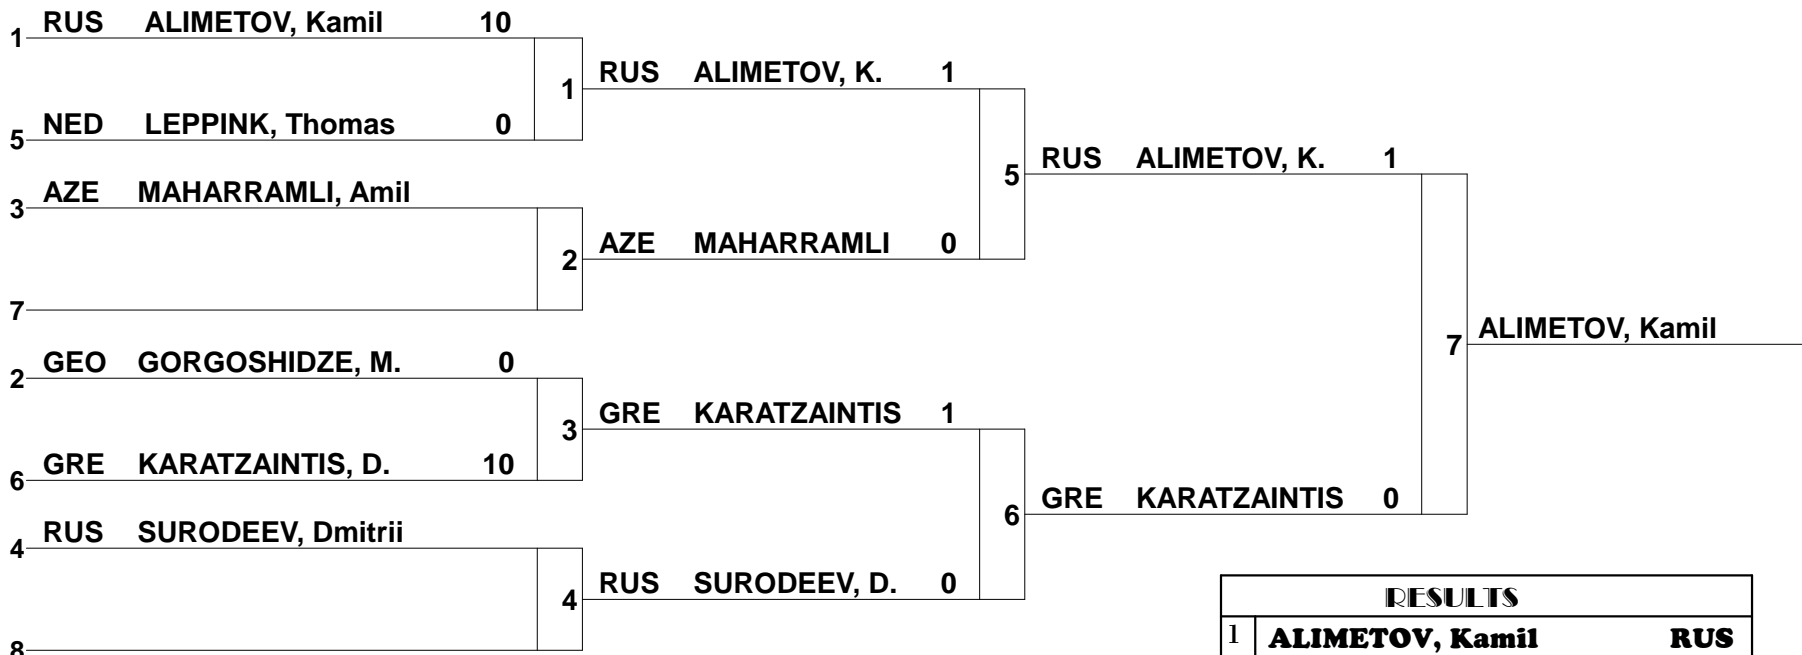 1 RUS ALIMETOV, Kamil 10
1 RUS ALIMETOV, K. 1
5 NED LEPPINK, Thomas 0
5 RUS ALIMETOV, K. 1
3 AZE MAHARRAMLI, Amil
2 AZE MAHARRAMLI 0
7
7 ALIMETOV, Kamil
2 GEO GORGOSHIDZE, M. 0
3 GRE KARATZAINTIS 1
6 GRE KARATZAINTIS, D. 10
6 GRE KARATZAINTIS 0
4 RUS SURODEEV, Dmitrii
4 RUS SURODEEV, D. 0
8
RESULTS
1 ALIMETOV, Kamil RUS